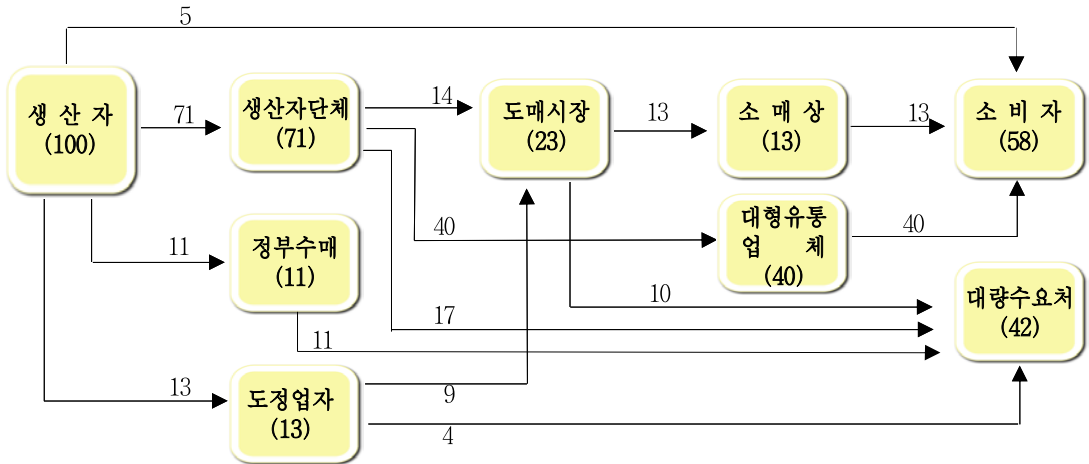 5
생 산 자
(100)
71
생산자단체
(71)
14
도매시장
(23)
13
소 매 상
(13)
13
소 비 자
(58)
40
대형유통
업 체
(40)
40
11
정부수매
(11)
10
17
11
대량수요처
(42)
13
도정업자
(13)
9
4